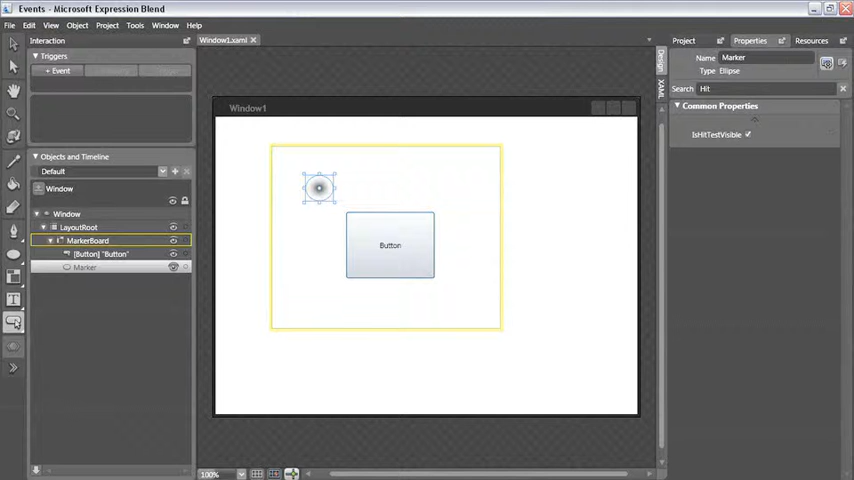 Events - Microsoft Expression Blend
File Edit View Object Project Tools Window Help
Interaction
Triggers
+ Event
Objects and Timeline
Default
Window
Window
LayoutRoot
MarkerBoard
[Button] "Button"
Marker
Window1.xaml
Window1
Button
100%
Design
XAML
Project Properties Resources
Name Marker
Type Ellipse
Search Hit
Common Properties
IsHitTestVisible